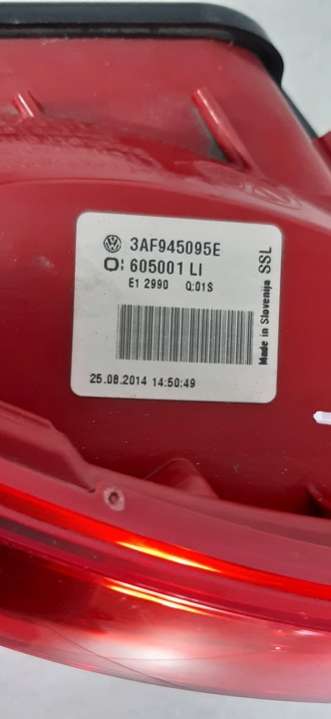 3AF945095E
O: 605001 LI
E1 2990 Q:01S
Made in Slovenija SSL
25.08.2014 14:50:49